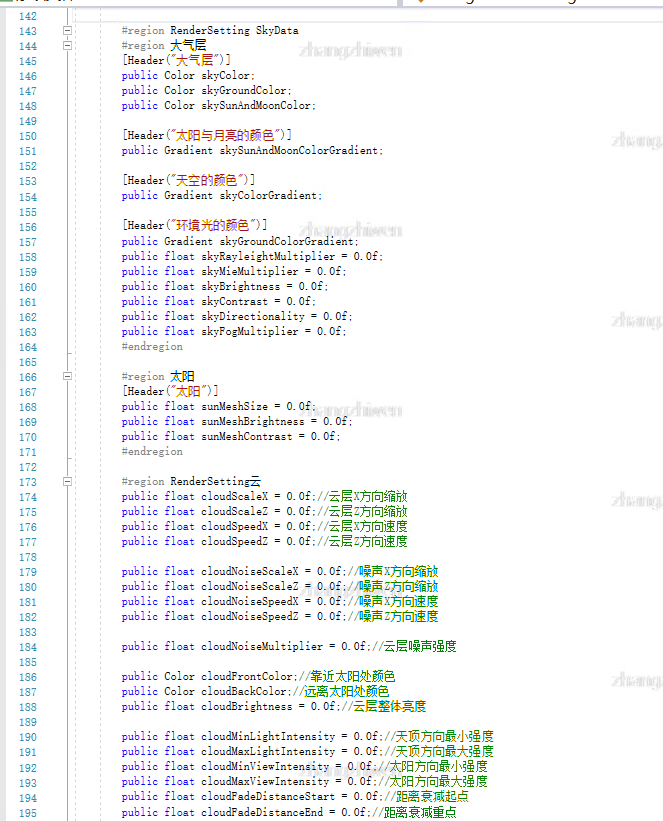 142
143 #region RenderSetting SkyData
144 #region 大气层
145 [Header("大气层")]
146 public Color skyColor;
147 public Color skyGroundColor;
148 public Color skySunAndMoonColor;
149
150 [Header("太阳与月亮的颜色")]
151 public Gradient skySunAndMoonColorGradient;
152
153 [Header("天空的颜色")]
154 public Gradient skyColorGradient;
155
156 [Header("环境光的颜色")]
157 public Gradient skyGroundColorGradient;
158 public float skyRayleightMultiplier = 0.0f;
159 public float skyMieMultiplier = 0.0f;
160 public float skyBrightness = 0.0f;
161 public float skyContrast = 0.0f;
162 public float skyDirectionality = 0.0f;
163 public float skyFogMultiplier = 0.0f;
164 #endregion
165
166 #region 太阳
167 [Header("太阳")]
168 public float sunMeshSize = 0.0f;
169 public float sunMeshBrightness = 0.0f;
170 public float sunMeshContrast = 0.0f;
171 #endregion
172
173 #region RenderSetting云
174 public float cloudScaleX = 0.0f;//云层X方向缩放
175 public float cloudScaleZ = 0.0f;//云层Z方向缩放
176 public float cloudSpeedX = 0.0f;//云层X方向速度
177 public float cloudSpeedZ = 0.0f;//云层Z方向速度
178
179 public float cloudNoiseScaleX = 0.0f;//噪声X方向缩放
180 public float cloudNoiseScaleZ = 0.0f;//噪声Z方向缩放
181 public float cloudNoiseSpeedX = 0.0f;//噪声X方向速度
182 public float cloudNoiseSpeedZ = 0.0f;//噪声Z方向速度
183
184 public float cloudNoiseMultiplier = 0.0f;//云层噪声强度
185
186 public Color cloudFrontColor;//靠近太阳处颜色
187 public Color cloudBackColor;//远离太阳处颜色
188 public float cloudBrightness = 0.0f;//云层整体亮度
189
190 public float cloudMinLightIntensity = 0.0f;//天顶方向最小强度
191 public float cloudMaxLightIntensity = 0.0f;//天顶方向最大强度
192 public float cloudMinViewIntensity = 0.0f;//太阳方向最小强度
193 public float cloudMaxViewIntensity = 0.0f;//太阳方向最大强度
194 public float cloudFadeDistanceStart = 0.0f;//距离衰减起点
195 public float cloudFadeDistanceEnd = 0.0f;//距离衰减重点
zhangzhiwen
zhang
zhangzhiwen
zhang
zhangzhiwen
zhang
zhangzhiwen
zhang
zhangzhiwen